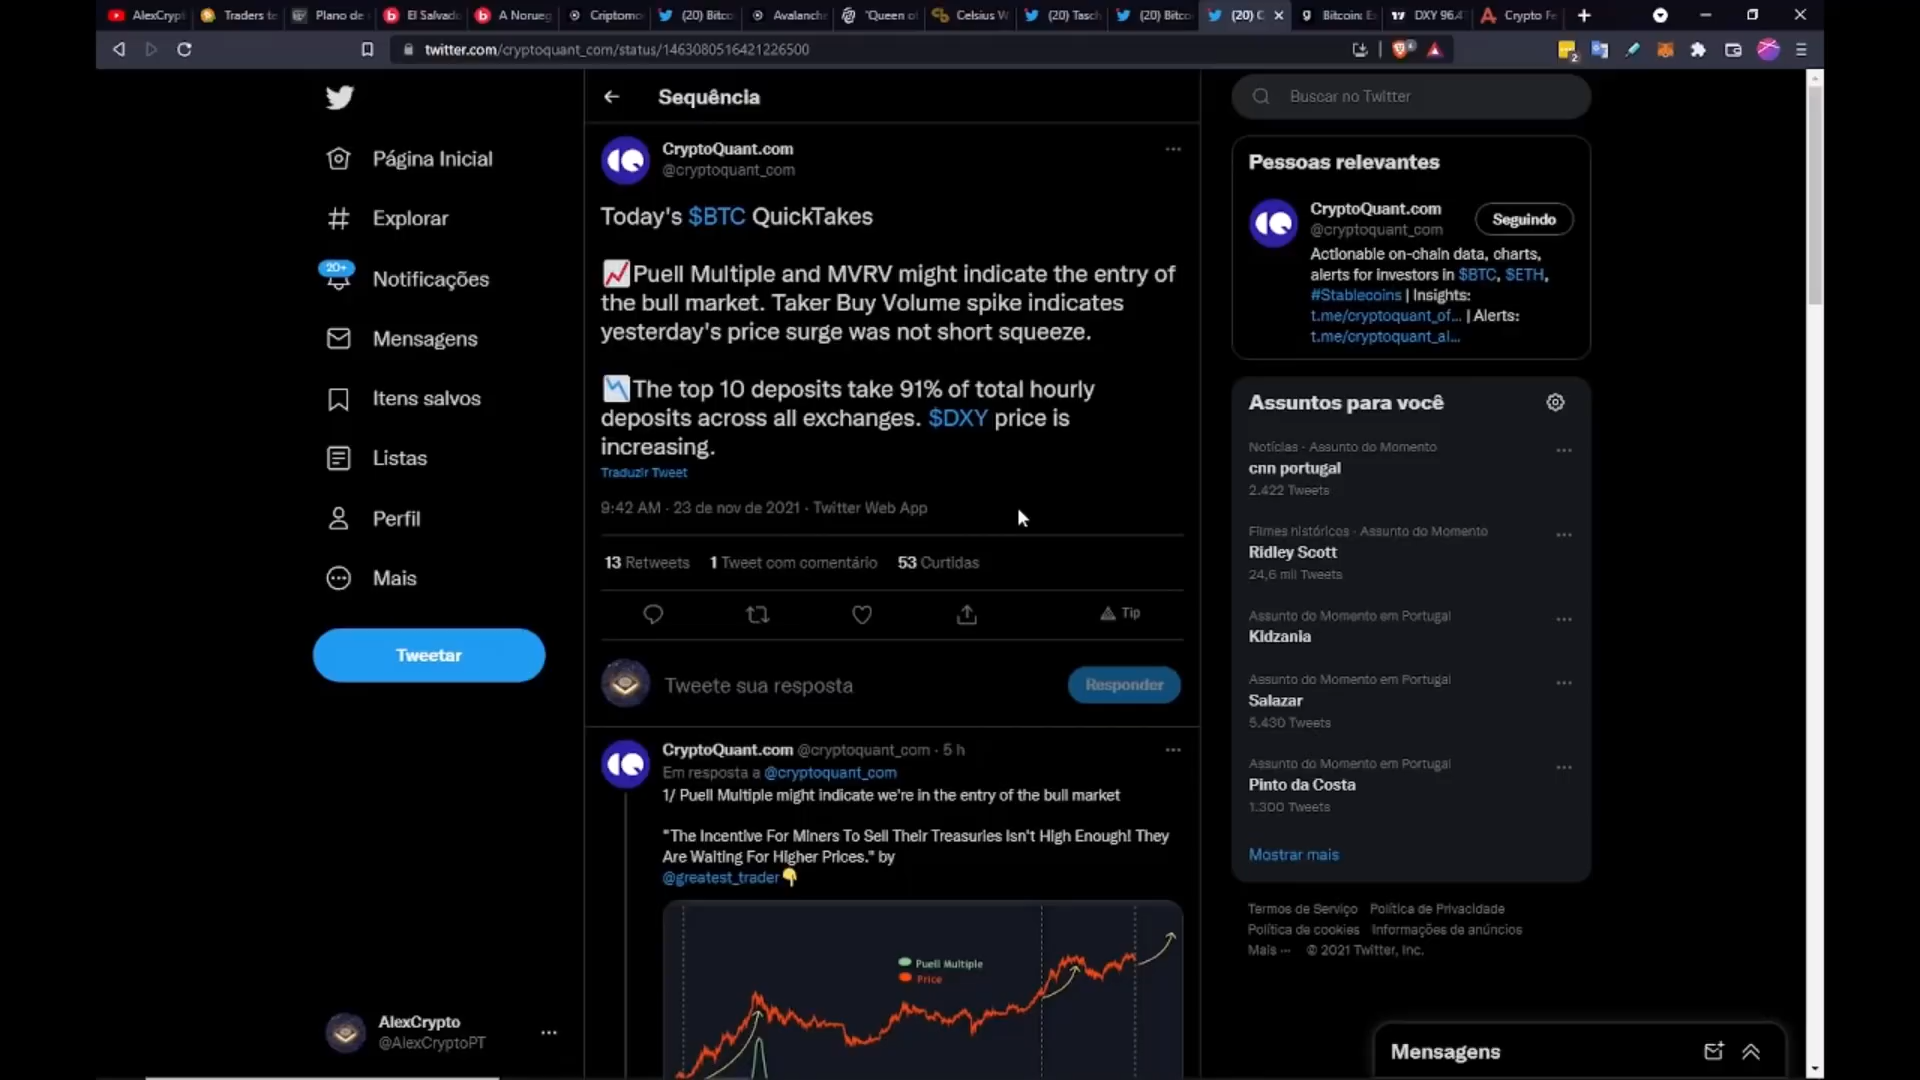 AlexCrypt
Traders te
Plano de
El Salvado
A Norueg
Criptomo
(20) Bitco
Avalanch
"Queen o
Celsius W
(20) Tasc
(20) Bitco
(20) C
Bitcoin: E
DXY 96.4
Crypto Fe
twitter.com/cryptoquant_com/status/1463080516421226500
2
Página Inicial
Explorar
20+
Notificações
Mensagens
Itens salvos
Listas
Perfil
Mais
Tweetar
AlexCrypto
@AlexCryptoPT
Sequência
CryptoQuant.com
@cryptoquant_com
Today's $BTC QuickTakes
Puell Multiple and MVRV might indicate the entry of
the bull market. Taker Buy Volume spike indicates
yesterday's price surge was not short squeeze.
The top 10 deposits take 91% of total hourly
deposits across all exchanges. $DXY price is
increasing.
Traduzir Tweet
9:42 AM · 23 de nov de 2021 · Twitter Web App
13 Retweets 1 Tweet com comentário 53 Curtidas
Tip
Tweete sua resposta
Responder
CryptoQuant.com @cryptoquant_com · 5 h
Em resposta a @cryptoquant_com
1/ Puell Multiple might indicate we're in the entry of the bull market
"The Incentive For Miners To Sell Their Treasuries Isn't High Enough! They
Are Waiting For Higher Prices." by
@greatest_trader
Puell Multiple
Price
Buscar no Twitter
Pessoas relevantes
CryptoQuant.com
@cryptoquant_com
Seguindo
Actionable on-chain data, charts,
alerts for investors in $BTC, $ETH,
#Stablecoins | Insights:
t.me/cryptoquant_of... | Alerts:
t.me/cryptoquant_al...
Assuntos para você
Notícias · Assunto do Momento
cnn portugal
2.422 Tweets
Filmes históricos · Assunto do Momento
Ridley Scott
24,6 mil Tweets
Assunto do Momento em Portugal
Kidzania
Assunto do Momento em Portugal
Salazar
5.430 Tweets
Assunto do Momento em Portugal
Pinto da Costa
1.300 Tweets
Mostrar mais
Termos de Serviço Política de Privacidade
Política de cookies Informações de anúncios
Mais ··· © 2021 Twitter, Inc.
Mensagens